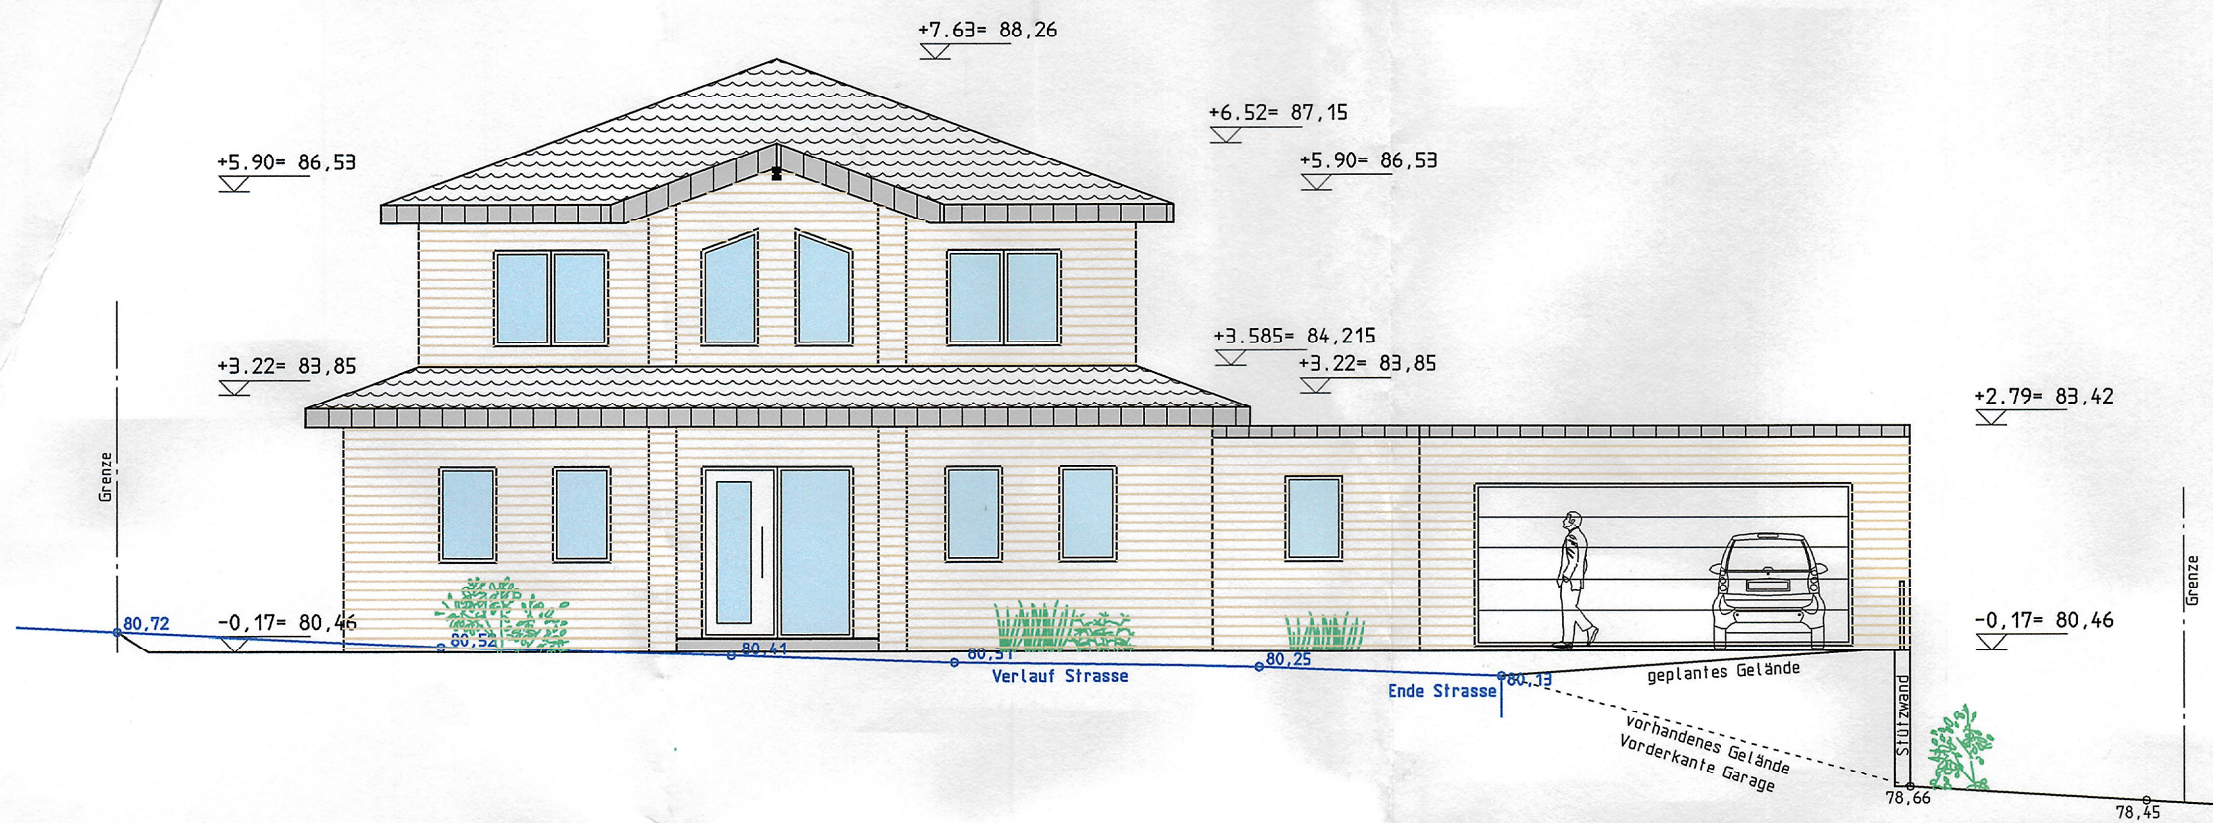 +7.63= 88,26
+6.52= 87,15
+5.90= 86,53
+5.90= 86,53
+3.585= 84,215
+3.22= 83,85
+3.22= 83,85
+2.79= 83,42
Grenze
Grenze
80,72
-0,17= 80,46
-0,17= 80,46
80,52
80,41
80,31
80,25
80,13
Verlauf Strasse
Ende Strasse
geplantes Gelände
vorhandenes Gelände
Vorderkante Garage
Stützwand
78,66
78,45